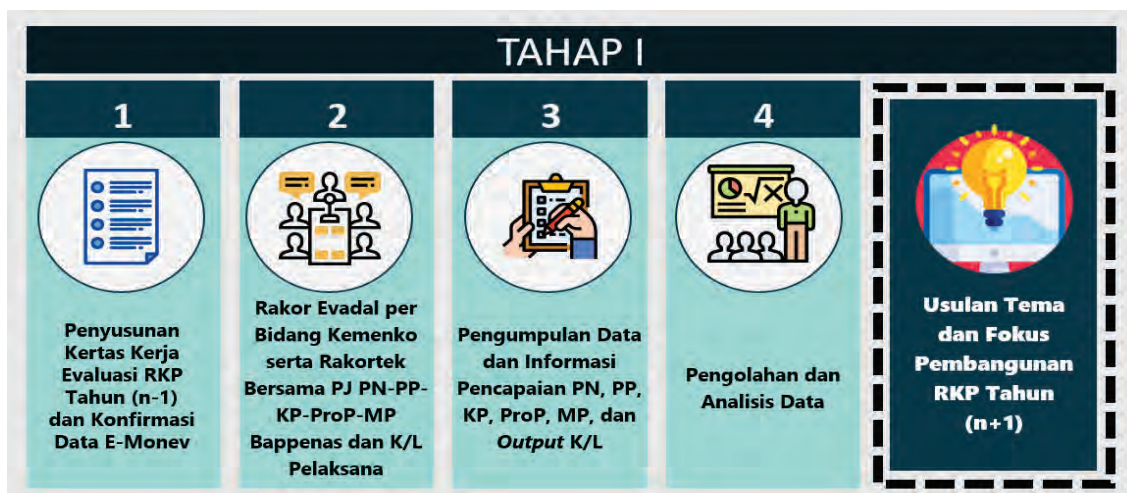 TAHAP I
1
Penyusunan
Kertas Kerja
Evaluasi RKP
Tahun (n-1)
dan Konfirmasi
Data E-Monev
2
Rakor Evadal per
Bidang Kemenko
serta Rakortek
Bersama PJ PN-PP-
KP-ProP-MP
Bappenas dan K/L
Pelaksana
3
Pengumpulan Data
dan Informasi
Pencapaian PN, PP,
KP, ProP, MP, dan
Output K/L
4
Pengolahan dan
Analisis Data
Usulan Tema
dan Fokus
Pembangunan
RKP Tahun
(n+1)